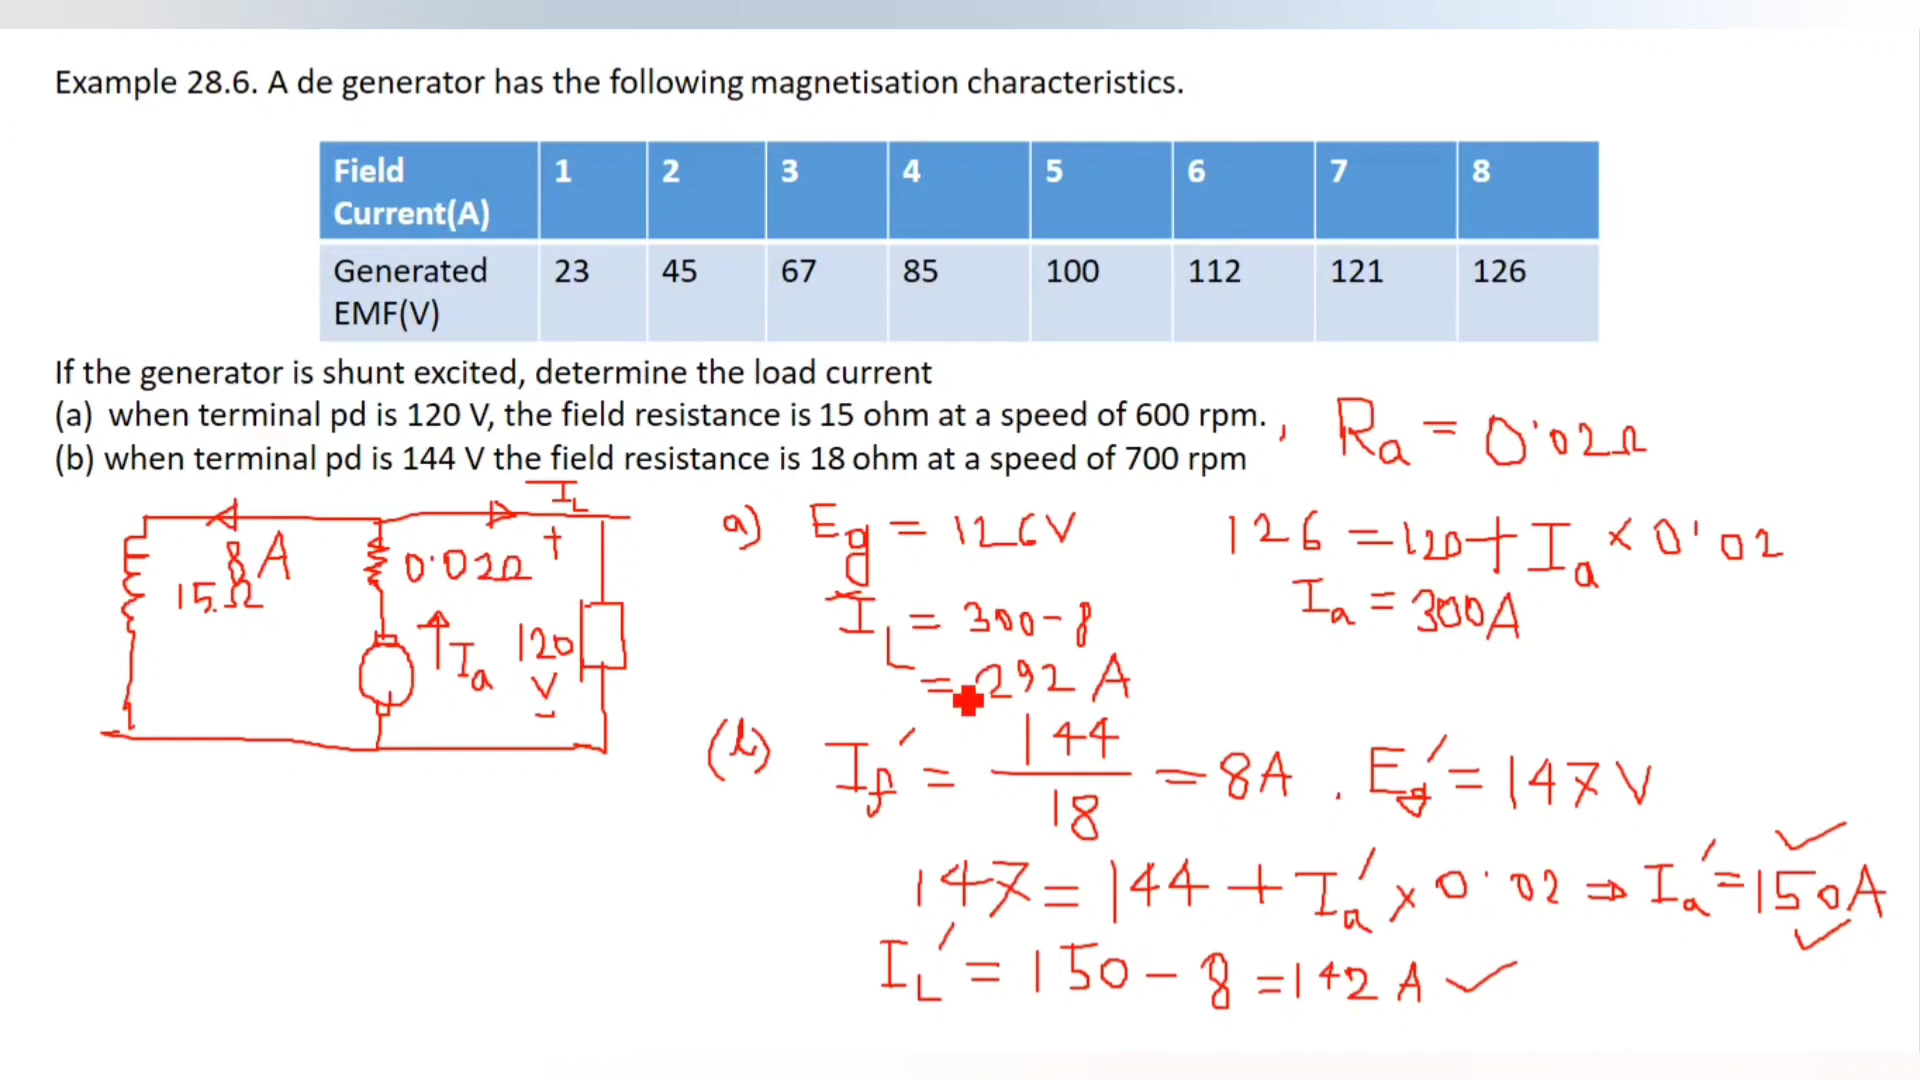 Example 28.6. A de generator has the following magnetisation characteristics.
Field Current(A) 1 2 3 4 5 6 7 8
Generated EMF(V) 23 45 67 85 100 112 121 126
If the generator is shunt excited, determine the load current
(a) when terminal pd is 120 V, the field resistance is 15 ohm at a speed of 600 rpm. , Ra = 0.02Ω
(b) when terminal pd is 144 V the field resistance is 18 ohm at a speed of 700 rpm
IL
8A
15Ω
0.02Ω
+
Ia
120
V
-
a) Eg = 126V
126 = 120 + Ia × 0.02
Ia = 300A
IL = 300-8
= 292 A
(b) If' = 144/18 = 8A . Eg' = 147V
147 = 144 + Ia' × 0.02 ⇒ Ia' = 150A
IL' = 150 - 8 = 142 A